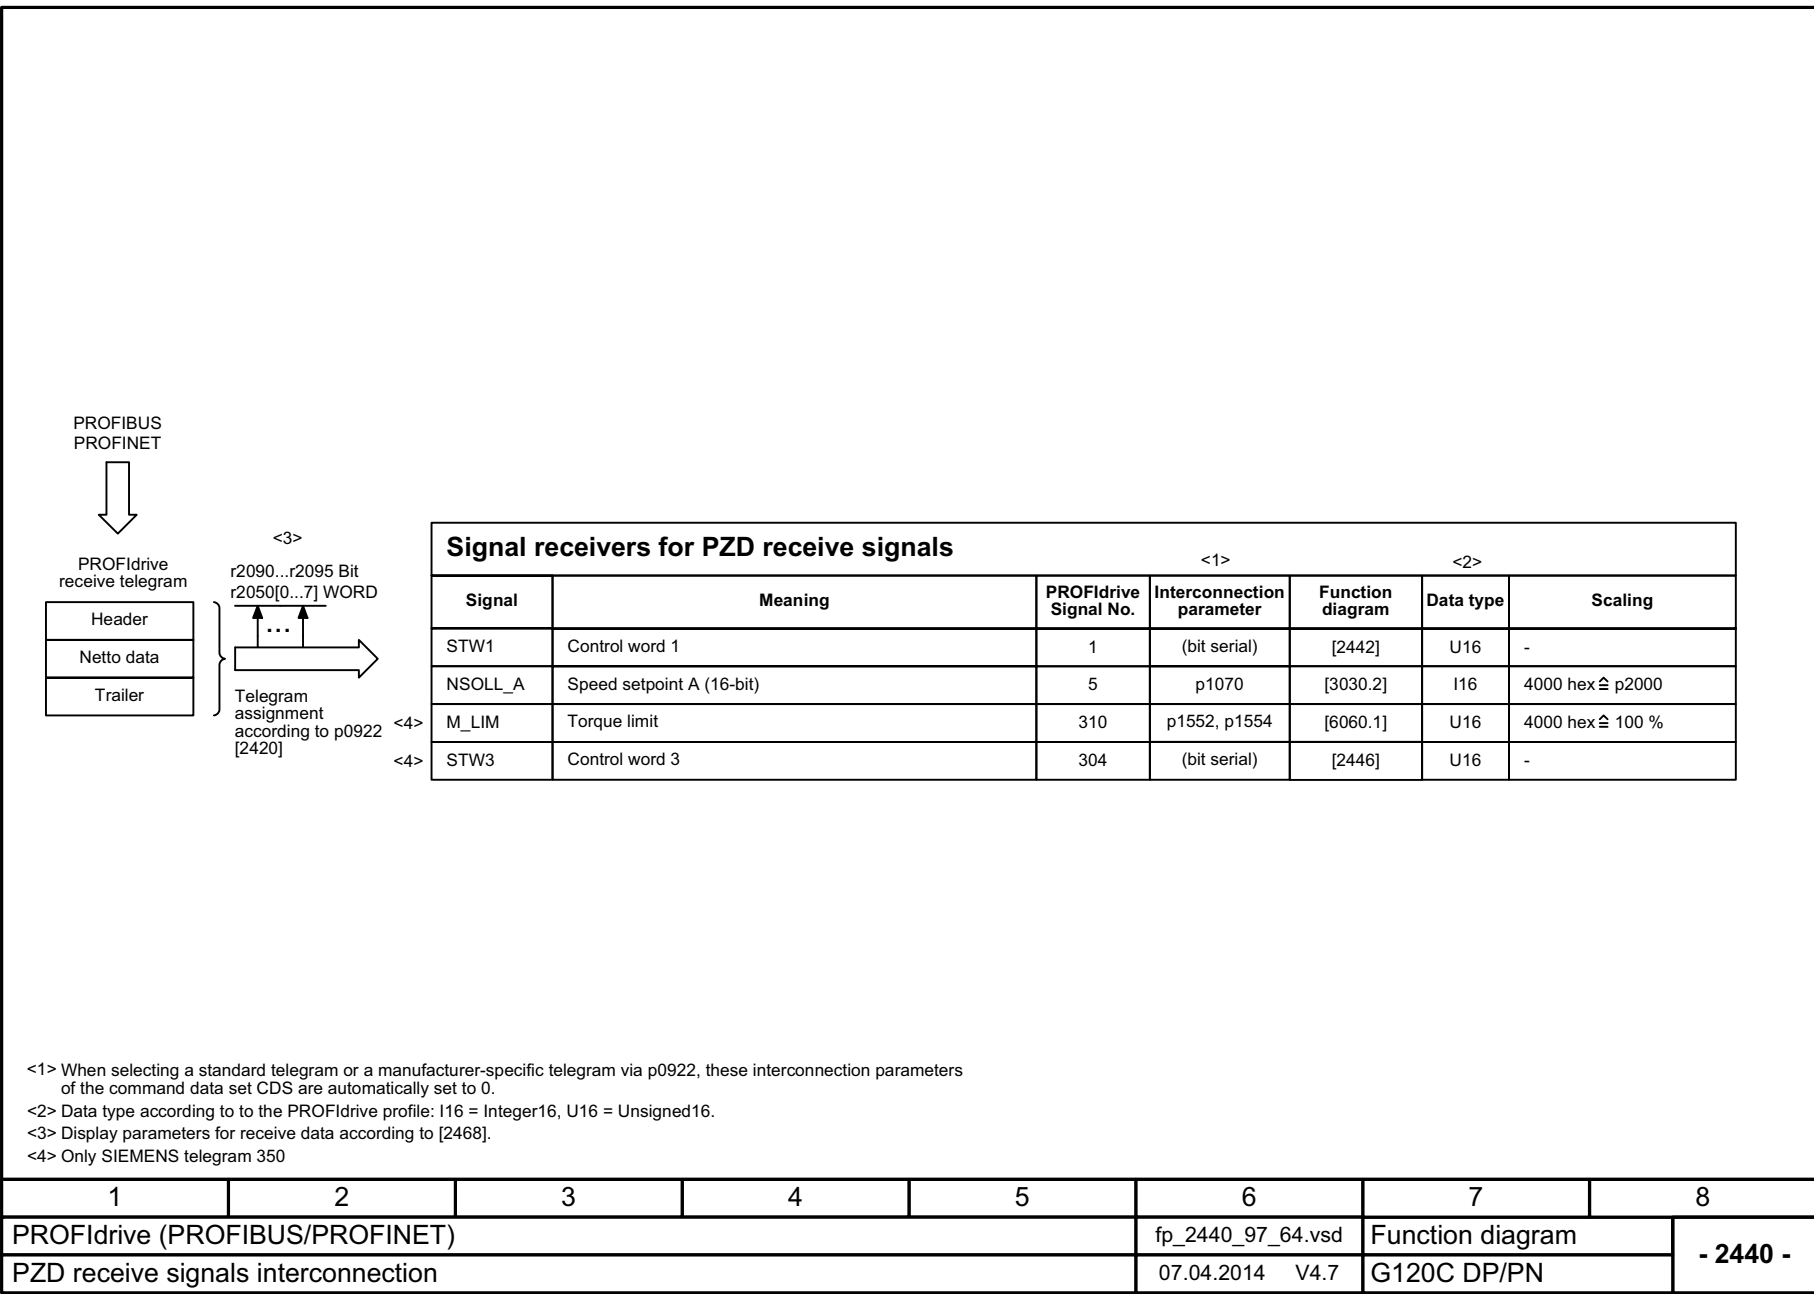 PROFIBUS
PROFINET
PROFIdrive
receive telegram
Header
Netto data
Trailer
<3>
r2090...r2095 Bit
r2050[0...7] WORD
...
Telegram
assignment
according to p0922
[2420]
<4>
<4>
Signal receivers for PZD receive signals
<1> <2>
Signal Meaning PROFIdrive Signal No. Interconnection parameter Function diagram Data type Scaling
STW1 Control word 1 1 (bit serial) [2442] U16 -
NSOLL_A Speed setpoint A (16-bit) 5 p1070 [3030.2] I16 4000 hex ≙ p2000
M_LIM Torque limit 310 p1552, p1554 [6060.1] U16 4000 hex ≙ 100 %
STW3 Control word 3 304 (bit serial) [2446] U16 -
<1> When selecting a standard telegram or a manufacturer-specific telegram via p0922, these interconnection parameters
of the command data set CDS are automatically set to 0.
<2> Data type according to to the PROFIdrive profile: I16 = Integer16, U16 = Unsigned16.
<3> Display parameters for receive data according to [2468].
<4> Only SIEMENS telegram 350
1 2 3 4 5 6 7 8
PROFIdrive (PROFIBUS/PROFINET) fp_2440_97_64.vsd Function diagram
- 2440 -
PZD receive signals interconnection 07.04.2014 V4.7 G120C DP/PN